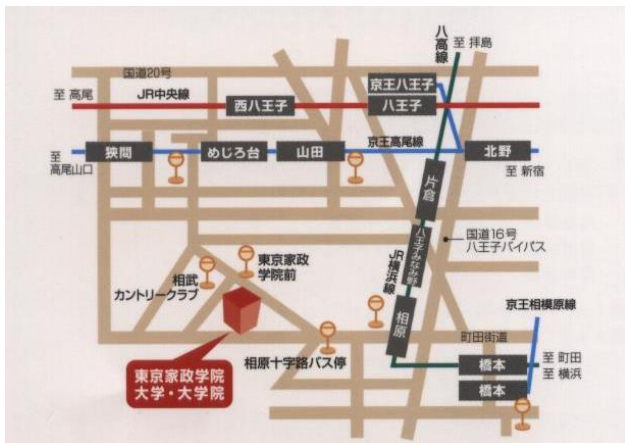 国道20号
八高線
至 拝島
至 高尾
JR中央線
京王八王子
西八王子
八王子
京王高尾線
狭間
めじろ台
山田
北野
至
高尾山口
至 新宿
片倉
国道16号
八王子バイパス
八王子みなみ野
JR横浜線
東京家政
学院前
相武
カントリークラブ
相原
京王相模原線
町田街道
相原十字路バス停
橋本
至 町田
至 横浜
橋本
東京家政学院
大学・大学院